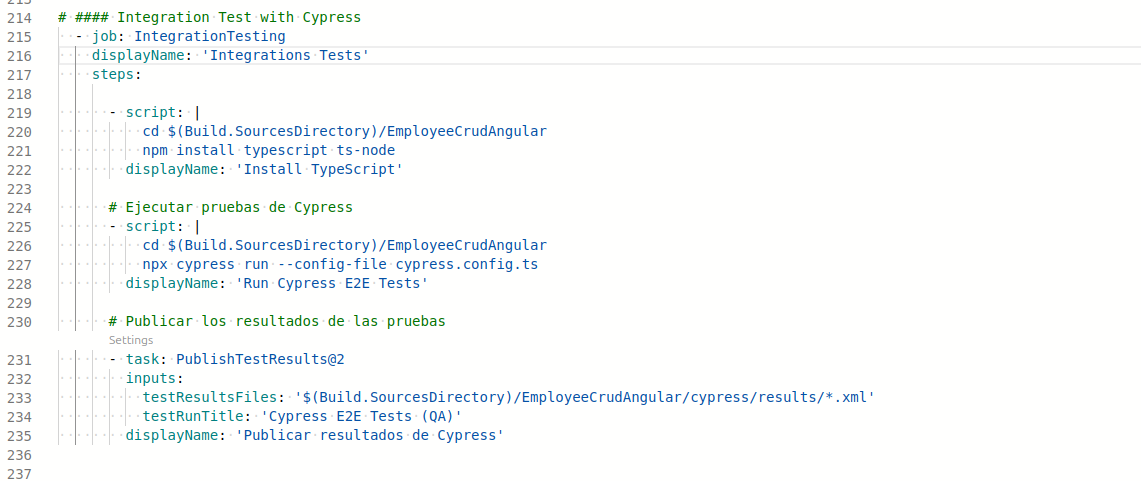 213
214 # #### Integration Test with Cypress
215   - job: IntegrationTesting
216     displayName: 'Integrations Tests'
217     steps:
218
219       - script: |
220           cd $(Build.SourcesDirectory)/EmployeeCrudAngular
221           npm install typescript ts-node
222         displayName: 'Install TypeScript'
223
224       # Ejecutar pruebas de Cypress
225       - script: |
226           cd $(Build.SourcesDirectory)/EmployeeCrudAngular
227           npx cypress run --config-file cypress.config.ts
228         displayName: 'Run Cypress E2E Tests'
229
230       # Publicar los resultados de las pruebas
Settings
231       - task: PublishTestResults@2
232         inputs:
233           testResultsFiles: '$(Build.SourcesDirectory)/EmployeeCrudAngular/cypress/results/*.xml'
234           testRunTitle: 'Cypress E2E Tests (QA)'
235         displayName: 'Publicar resultados de Cypress'
236
237